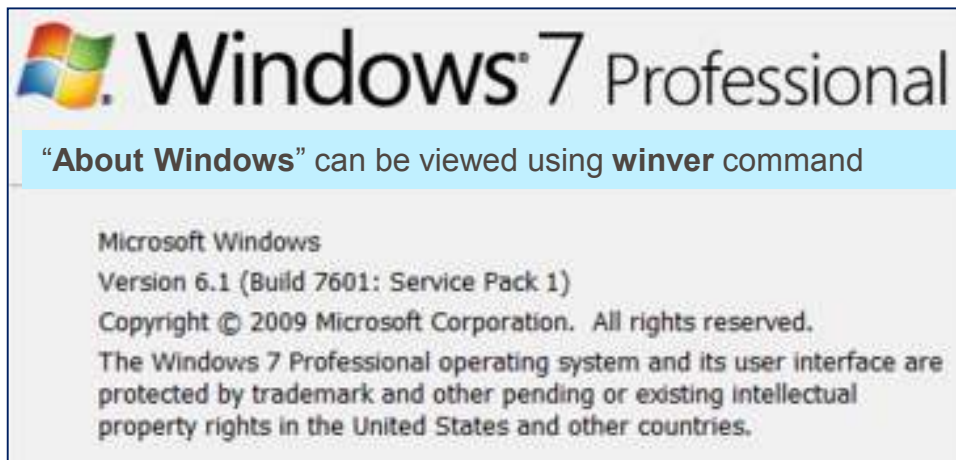 Windows 7 Professional
“About Windows” can be viewed using winver command
Microsoft Windows
Version 6.1 (Build 7601: Service Pack 1)
Copyright © 2009 Microsoft Corporation. All rights reserved.
The Windows 7 Professional operating system and its user interface are
protected by trademark and other pending or existing intellectual
property rights in the United States and other countries.